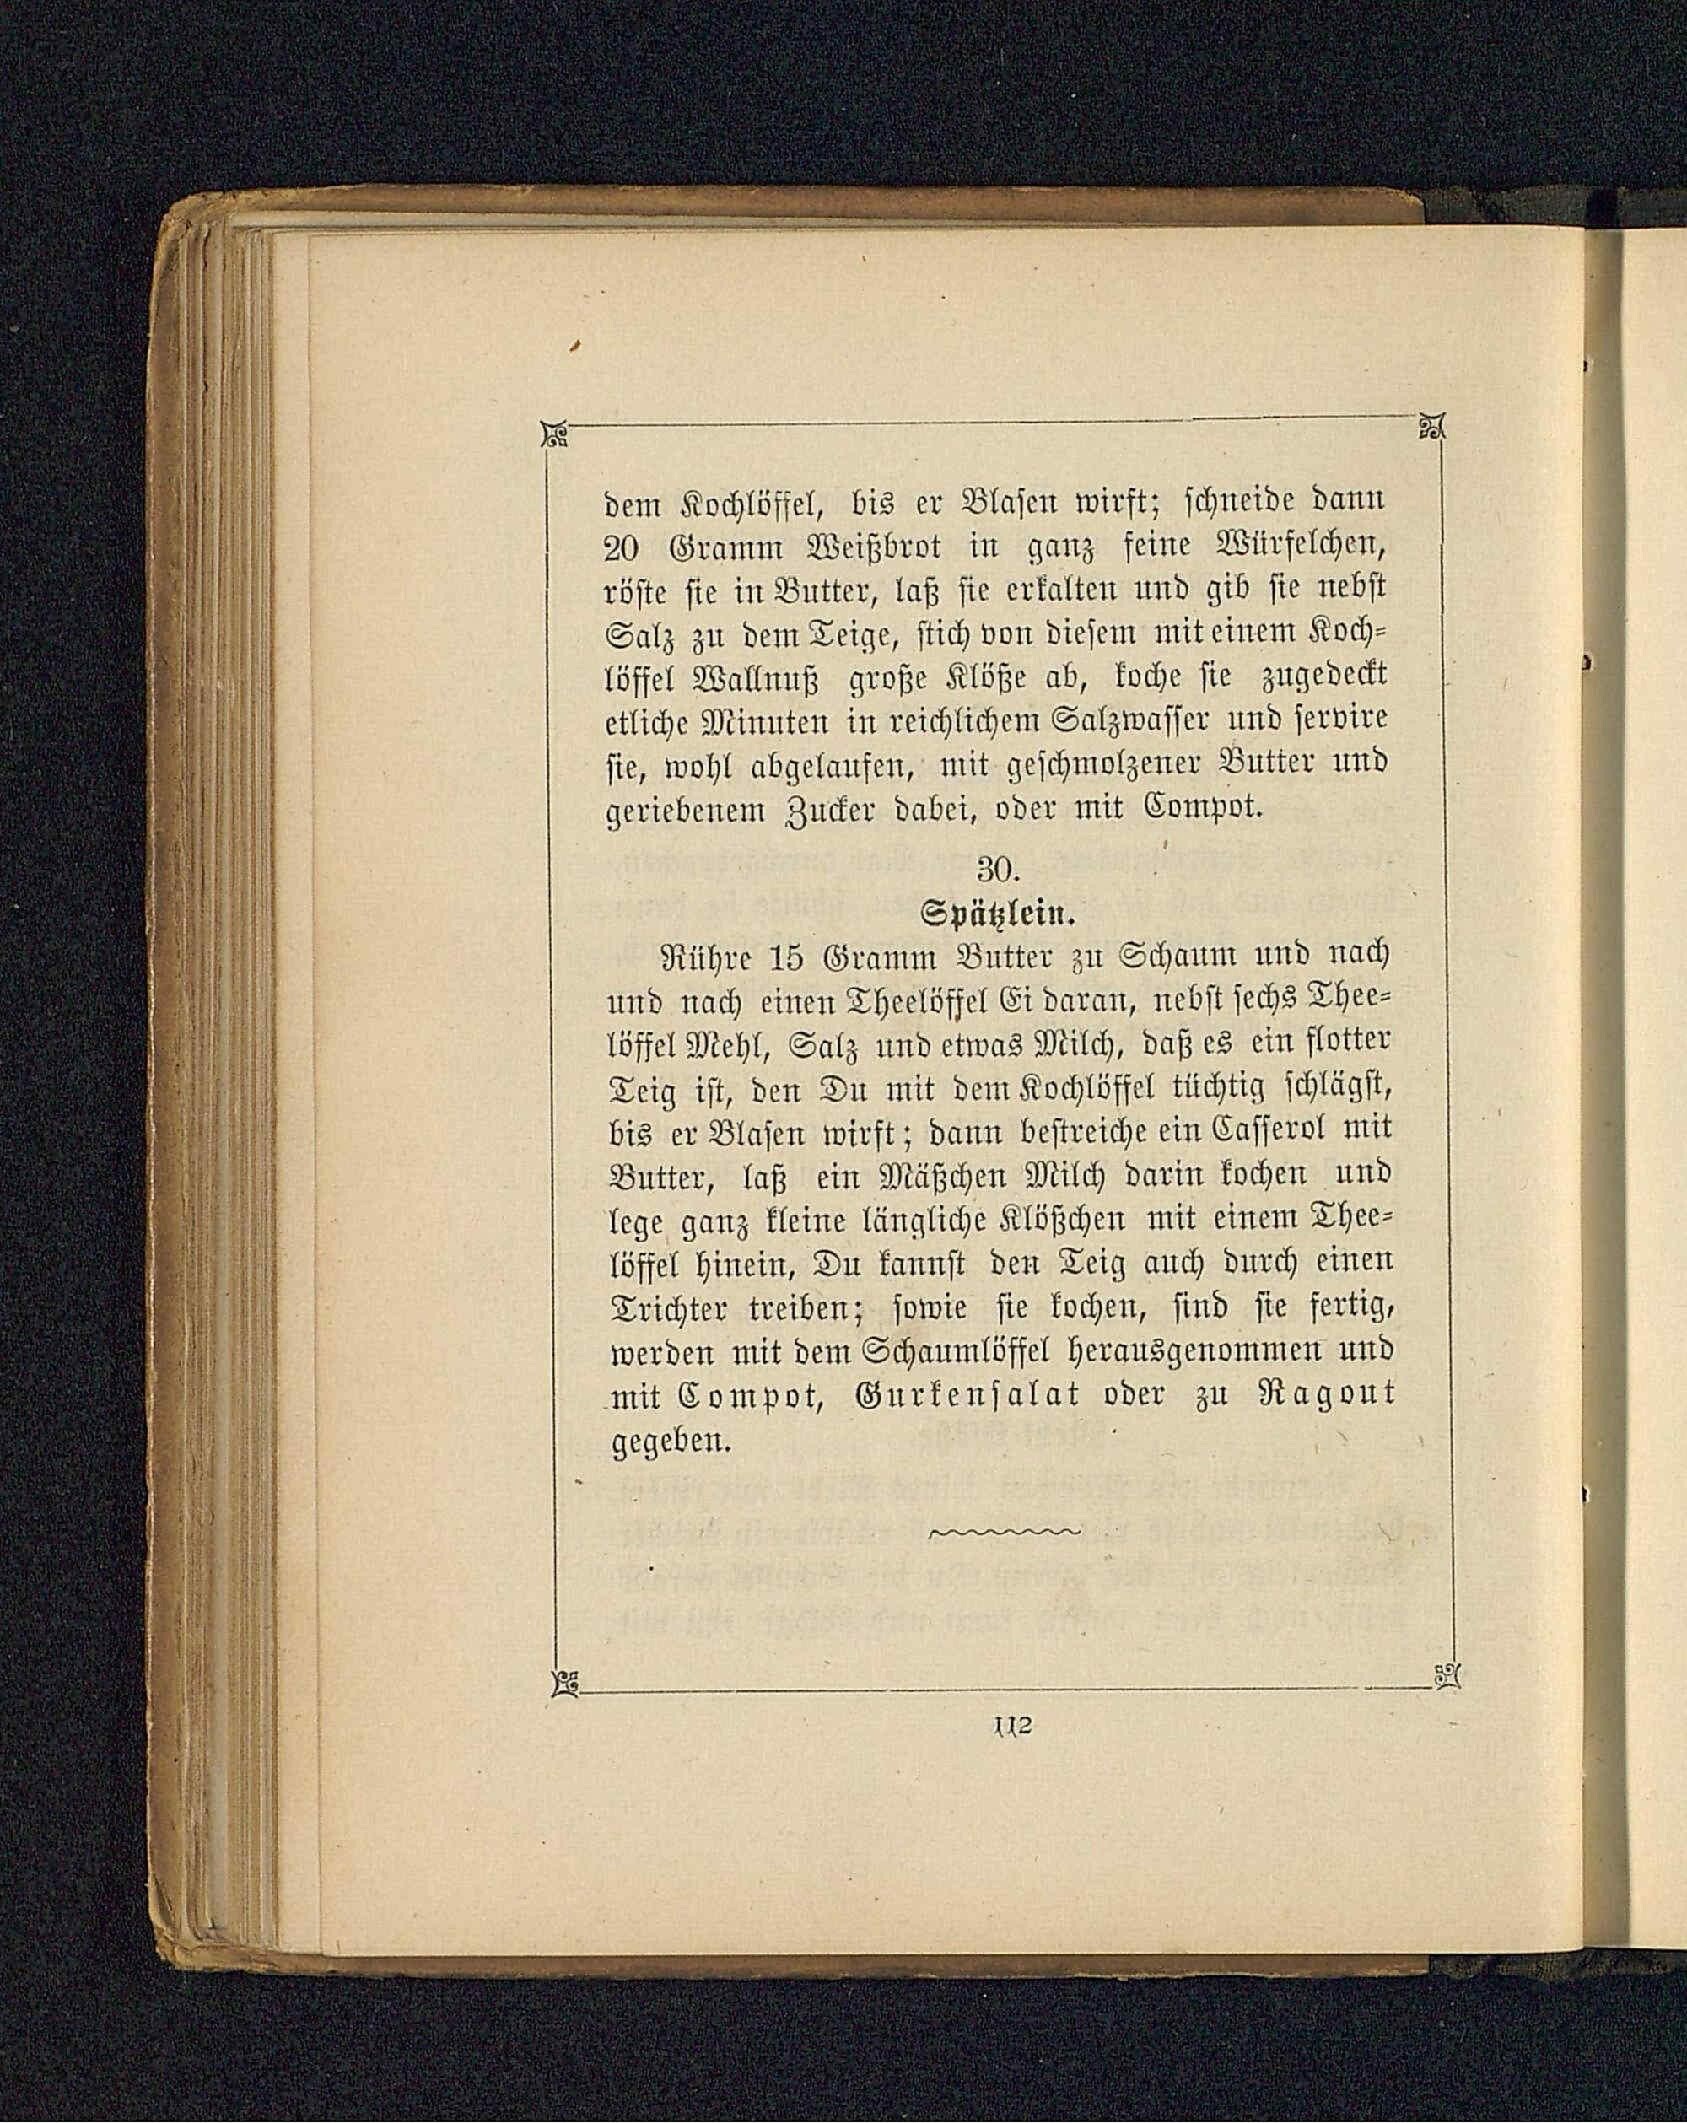 dem Kochlöffel, bis er Blasen wirft; schneide dann
20 Gramm Weißbrot in ganz feine Würfelchen,
röste sie in Butter, laß sie erkalten und gib sie nebst
Salz zu dem Teige, stich von diesem mit einem Koch-
löffel Wallnuß große Klöße ab, koche sie zugedeckt
etliche Minuten in reichlichem Salzwasser und servire
sie, wohl abgelaufen, mit geschmolzener Butter und
geriebenem Zucker dabei, oder mit Compot.
30.
Spätzlein.
Rühre 15 Gramm Butter zu Schaum und nach
und nach einen Theelöffel Ei daran, nebst sechs Thee-
löffel Mehl, Salz und etwas Milch, daß es ein flotter
Teig ist, den Du mit dem Kochlöffel tüchtig schlägst,
bis er Blasen wirft; dann bestreiche ein Casserol mit
Butter, laß ein Mäßchen Milch darin kochen und
lege ganz kleine längliche Klößchen mit einem Thee-
löffel hinein, Du kannst den Teig auch durch einen
Trichter treiben; sowie sie kochen, sind sie fertig,
werden mit dem Schaumlöffel herausgenommen und
mit Compot, Gurkensalat oder zu Ragout
gegeben.
112